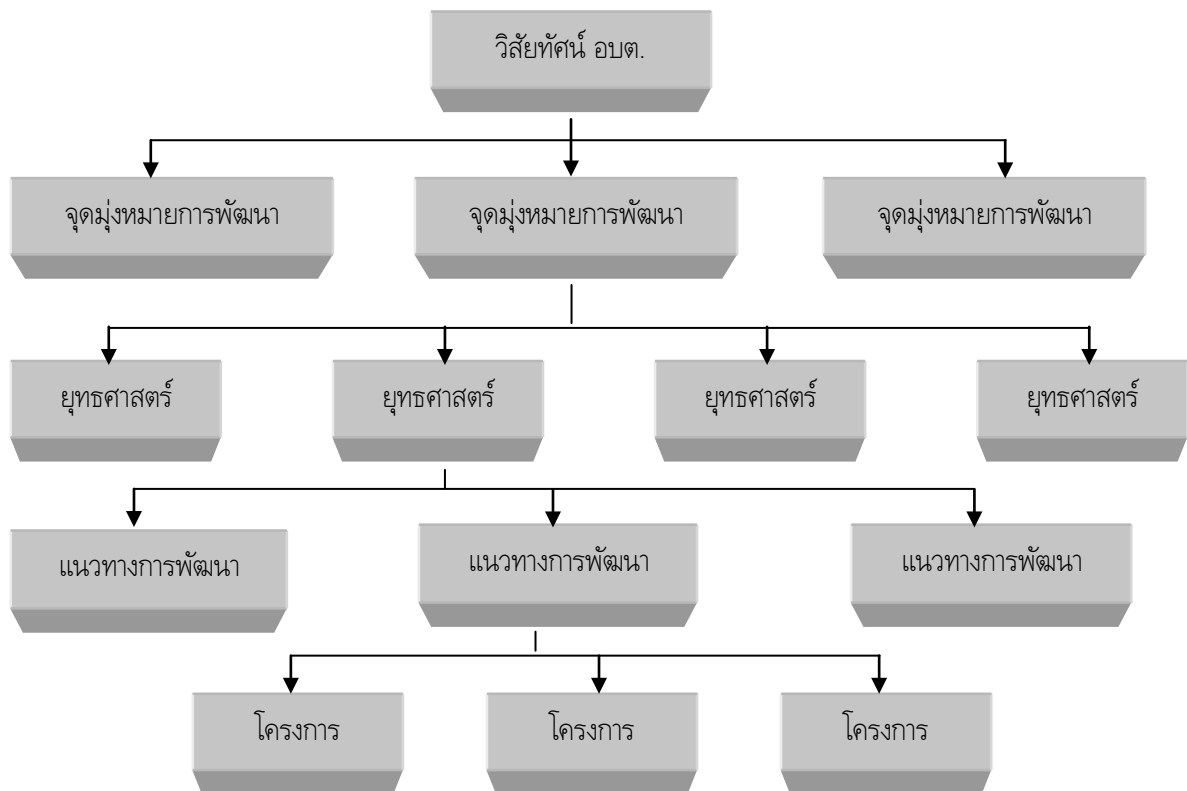 วิสัยทัศน์ อบต.
จุดมุ่งหมายการพัฒนา
จุดมุ่งหมายการพัฒนา
จุดมุ่งหมายการพัฒนา
ยุทธศาสตร์
ยุทธศาสตร์
ยุทธศาสตร์
ยุทธศาสตร์
แนวทางการพัฒนา
แนวทางการพัฒนา
แนวทางการพัฒนา
โครงการ
โครงการ
โครงการ